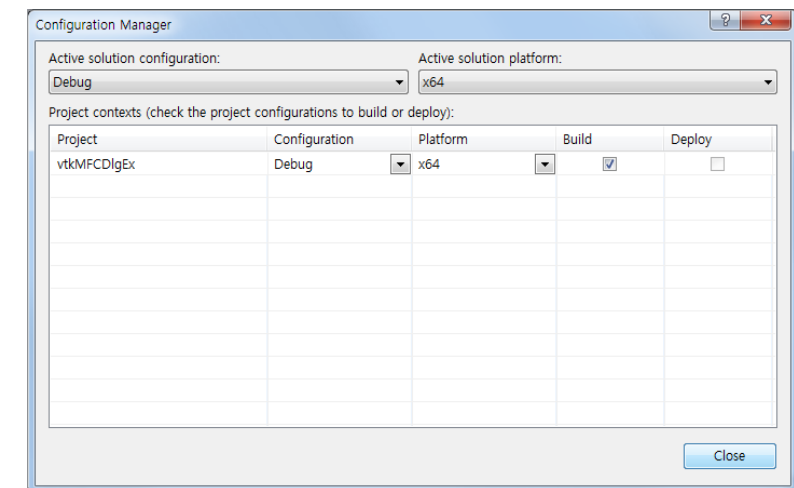 Configuration Manager
?
X
Active solution configuration: Active solution platform:
Debug x64
Project contexts (check the project configurations to build or deploy):
Project Configuration Platform Build Deploy
vtkMFCDlgEx Debug x64
Close